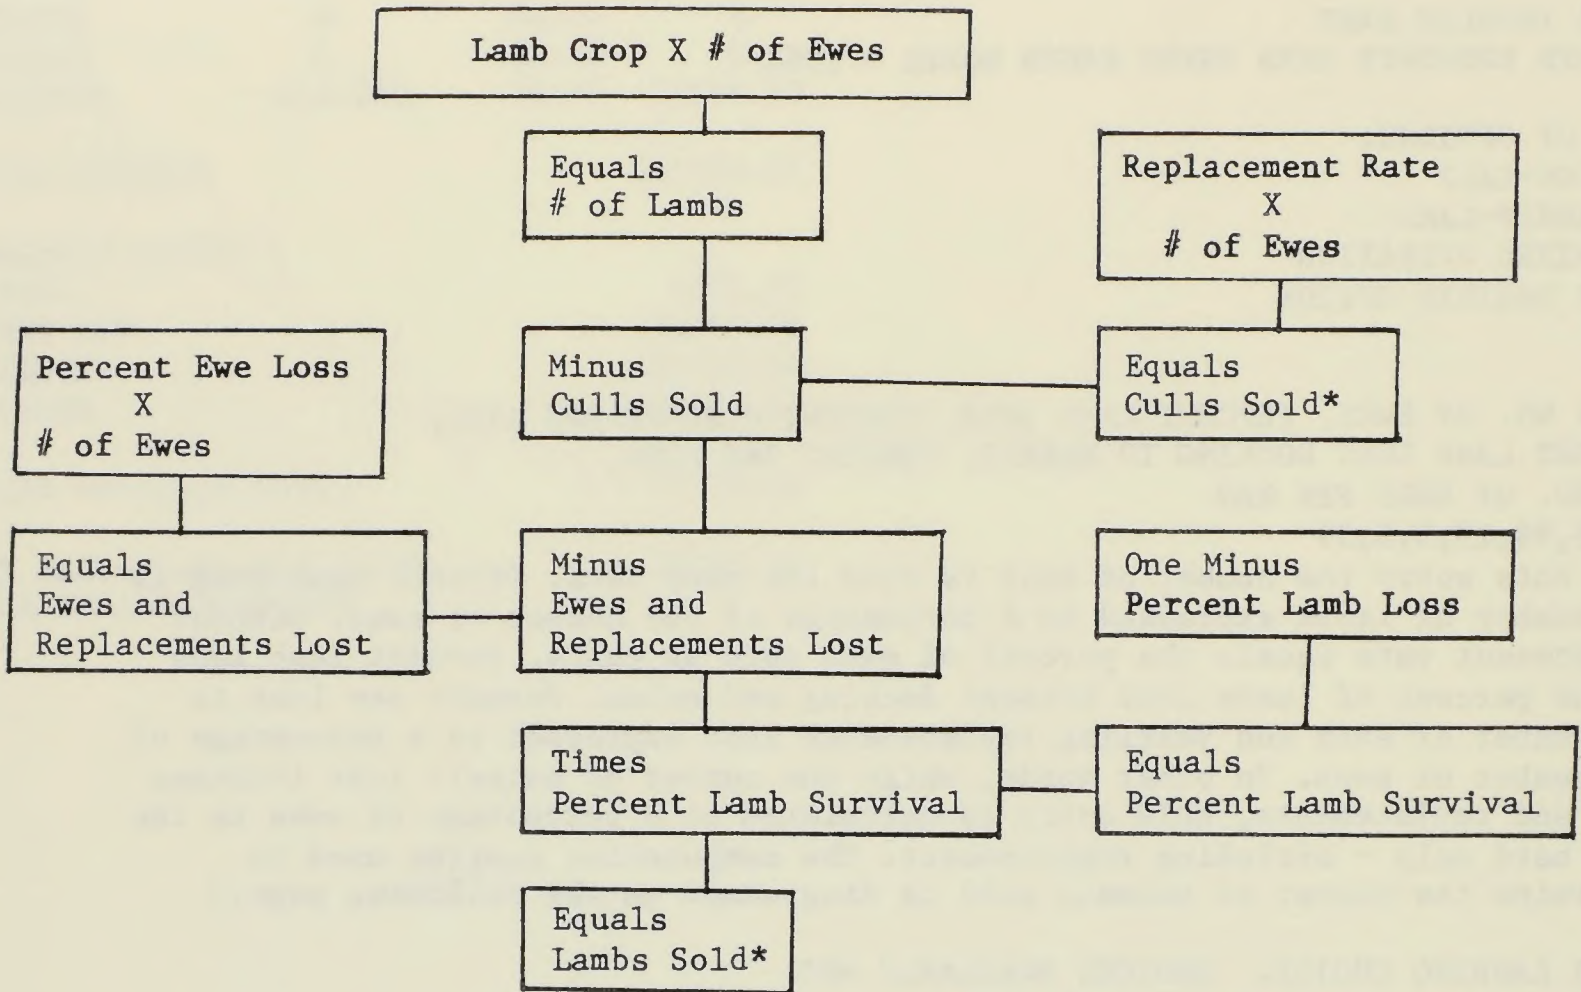 Lamb Crop X # of Ewes
Equals
# of Lambs
Replacement Rate
X
# of Ewes
Percent Ewe Loss
X
# of Ewes
Minus
Culls Sold
Equals
Culls Sold*
Equals
Ewes and
Replacements Lost
Minus
Ewes and
Replacements Lost
One Minus
Percent Lamb Loss
Times
Percent Lamb Survival
Equals
Percent Lamb Survival
Equals
Lambs Sold*